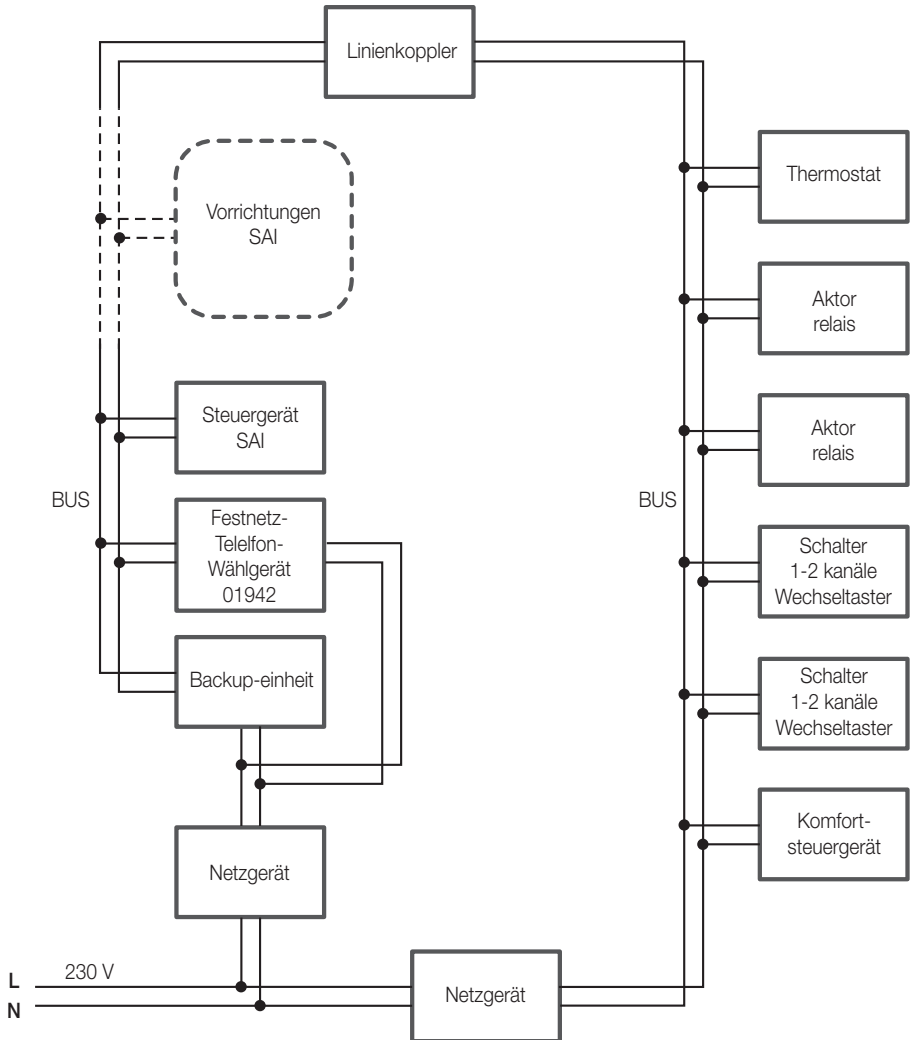 Linienkoppler
Thermostat
Vorrichtungen
SAI
Aktor
relais
Steuergerät
SAI
Aktor
relais
BUS
BUS
Festnetz-
Telelfon-
Wählgerät
01942
Schalter
1-2 kanäle
Wechseltaster
Backup-einheit
Schalter
1-2 kanäle
Wechseltaster
Komfort-
steuergerät
Netzgerät
L
230 V
N
Netzgerät